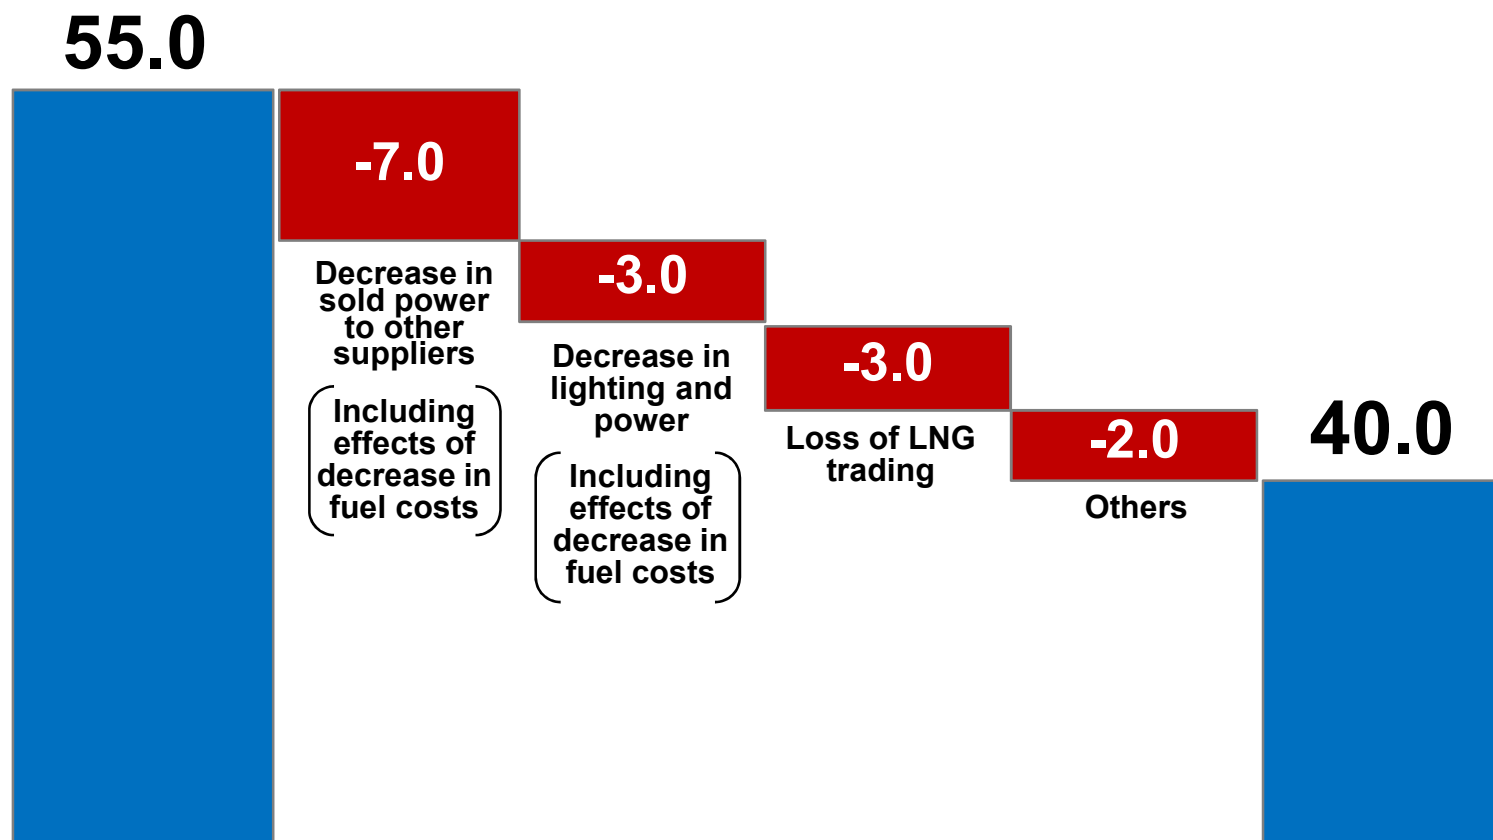 55.0
-7.0
Decrease in
sold power
to other
suppliers
Including
effects of
decrease in
fuel costs
-3.0
Decrease in
lighting and
power
Including
effects of
decrease in
fuel costs
-3.0
Loss of LNG
trading
-2.0
Others
40.0